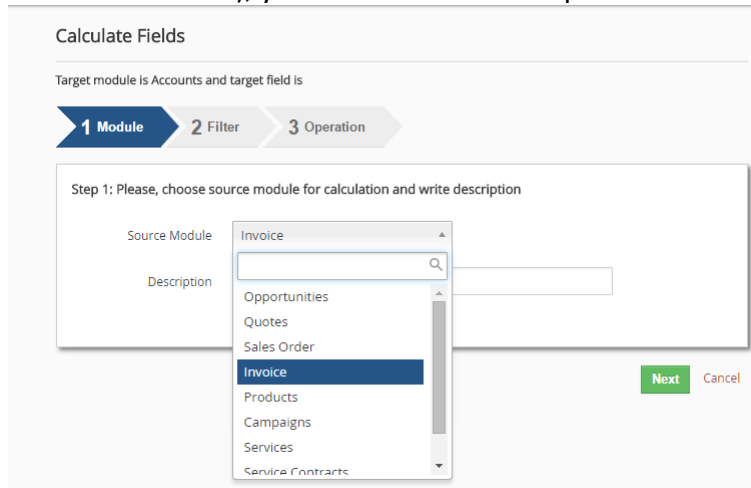 Calculate Fields
Target module is Accounts and target field is
1 Module 2 Filter 3 Operation
Step 1: Please, choose source module for calculation and write description
Source Module Invoice
Description
Opportunities
Quotes
Sales Order
Invoice
Products
Campaigns
Services
Service Contracts
Next Cancel